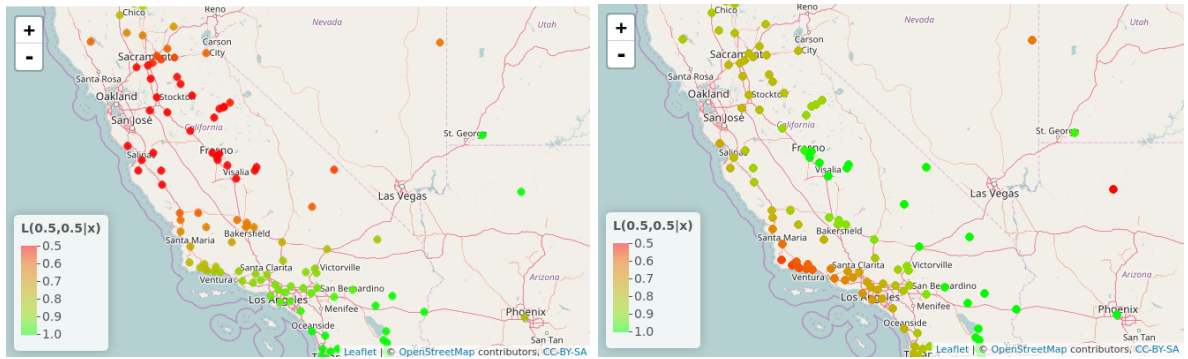 +
-
Chico
Reno
Nevada
Utah
Carson
City
Sacramento
Santa Rosa
Oakland
Stockton
San José
California
Salinas
Fresno
Visalia
St. George
Las Vegas
L(0.5,0.5|x)
0.5
0.6
0.7
0.8
0.9
1.0
Santa Maria
Bakersfield
Santa Clarita
Victorville
Ventura
Los Angeles
San Bernardino
Menifee
Oceanside
Arizona
Phoenix
San Tan
Leaflet | © OpenStreetMap contributors, CC-BY-SA
+
-
Chico
Reno
Nevada
Utah
Carson
City
Sacramento
Santa Rosa
Oakland
Stockton
San José
California
Salinas
Fresno
Visalia
St. George
Las Vegas
L(0.5,0.5|x)
0.5
0.6
0.7
0.8
0.9
1.0
Santa Maria
Bakersfield
Santa Clarita
Victorville
Ventura
Los Angeles
San Bernardino
Menifee
Oceanside
Arizona
Phoenix
San Tan
Leaflet | © OpenStreetMap contributors, CC-BY-SA